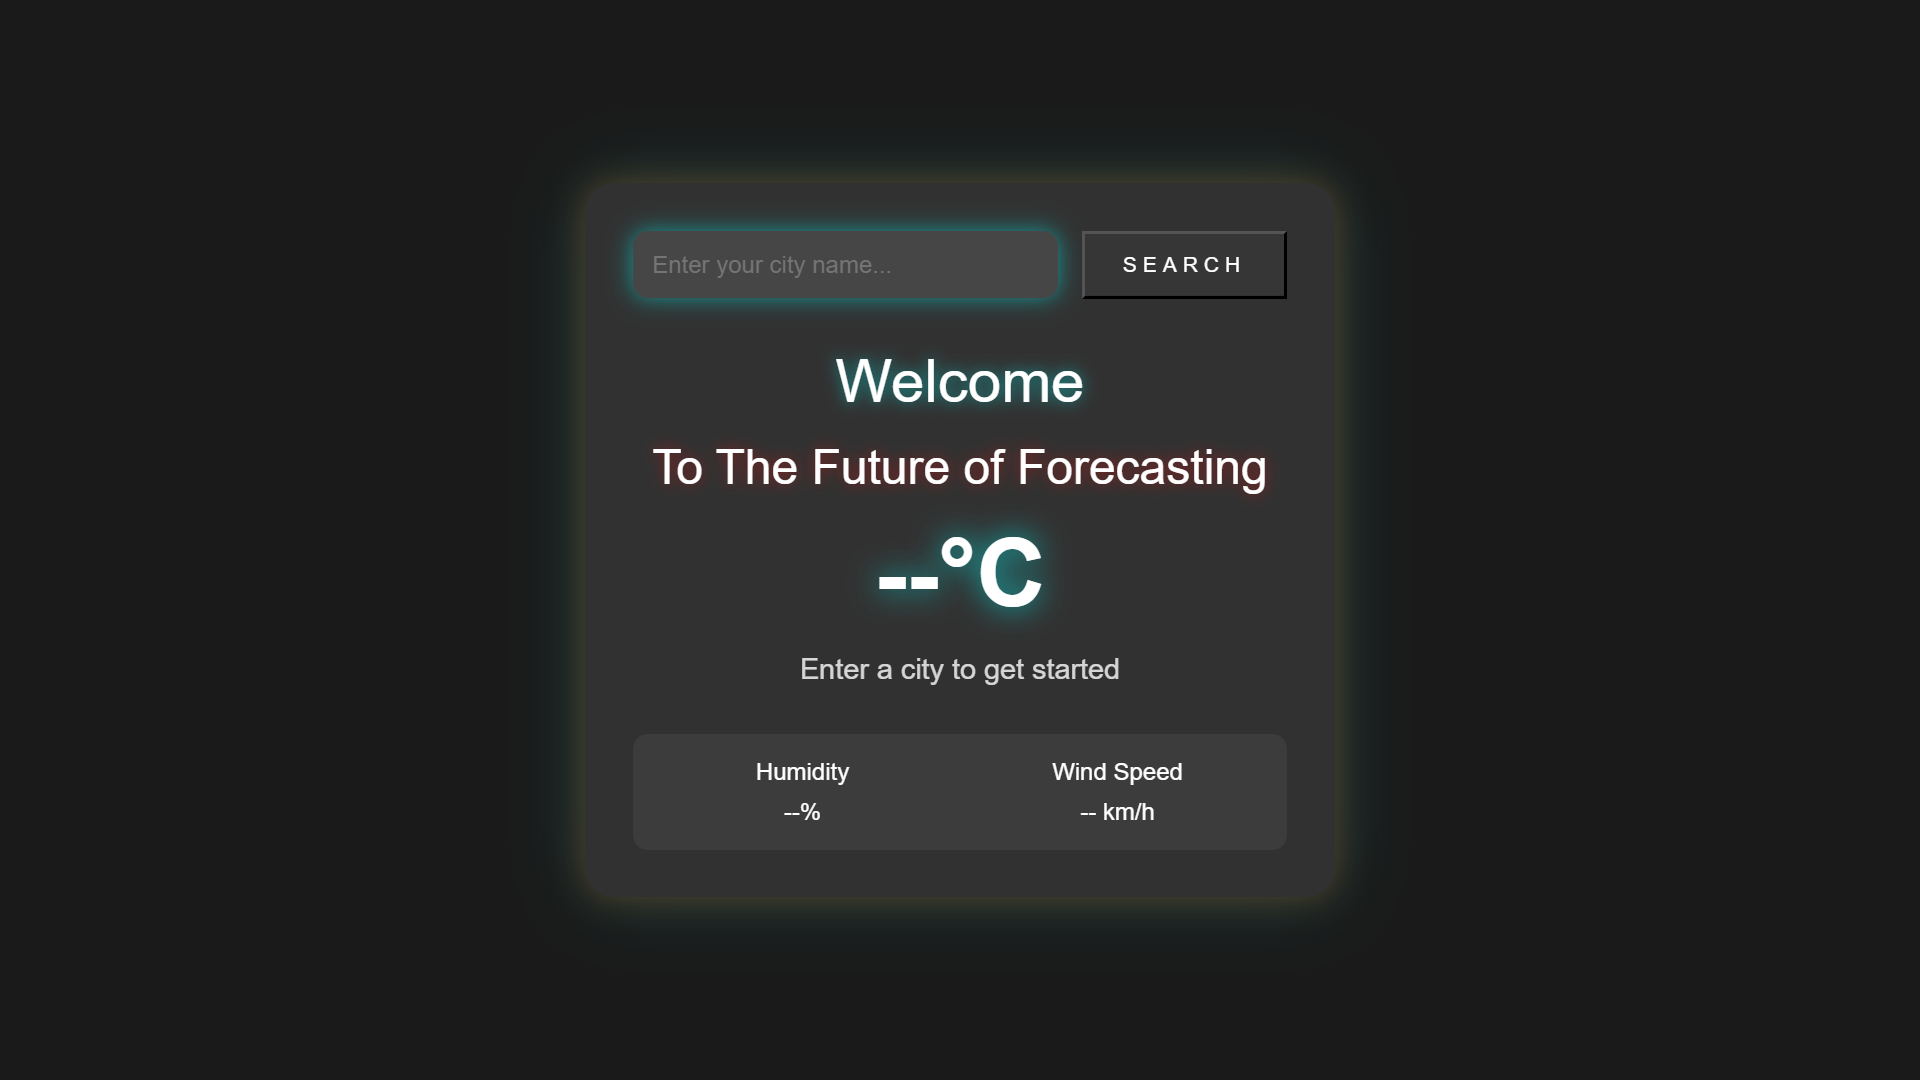 Enter your city name...
SEARCH
Welcome
To The Future of Forecasting
--°C
Enter a city to get started
Humidity
--%
Wind Speed
-- km/h